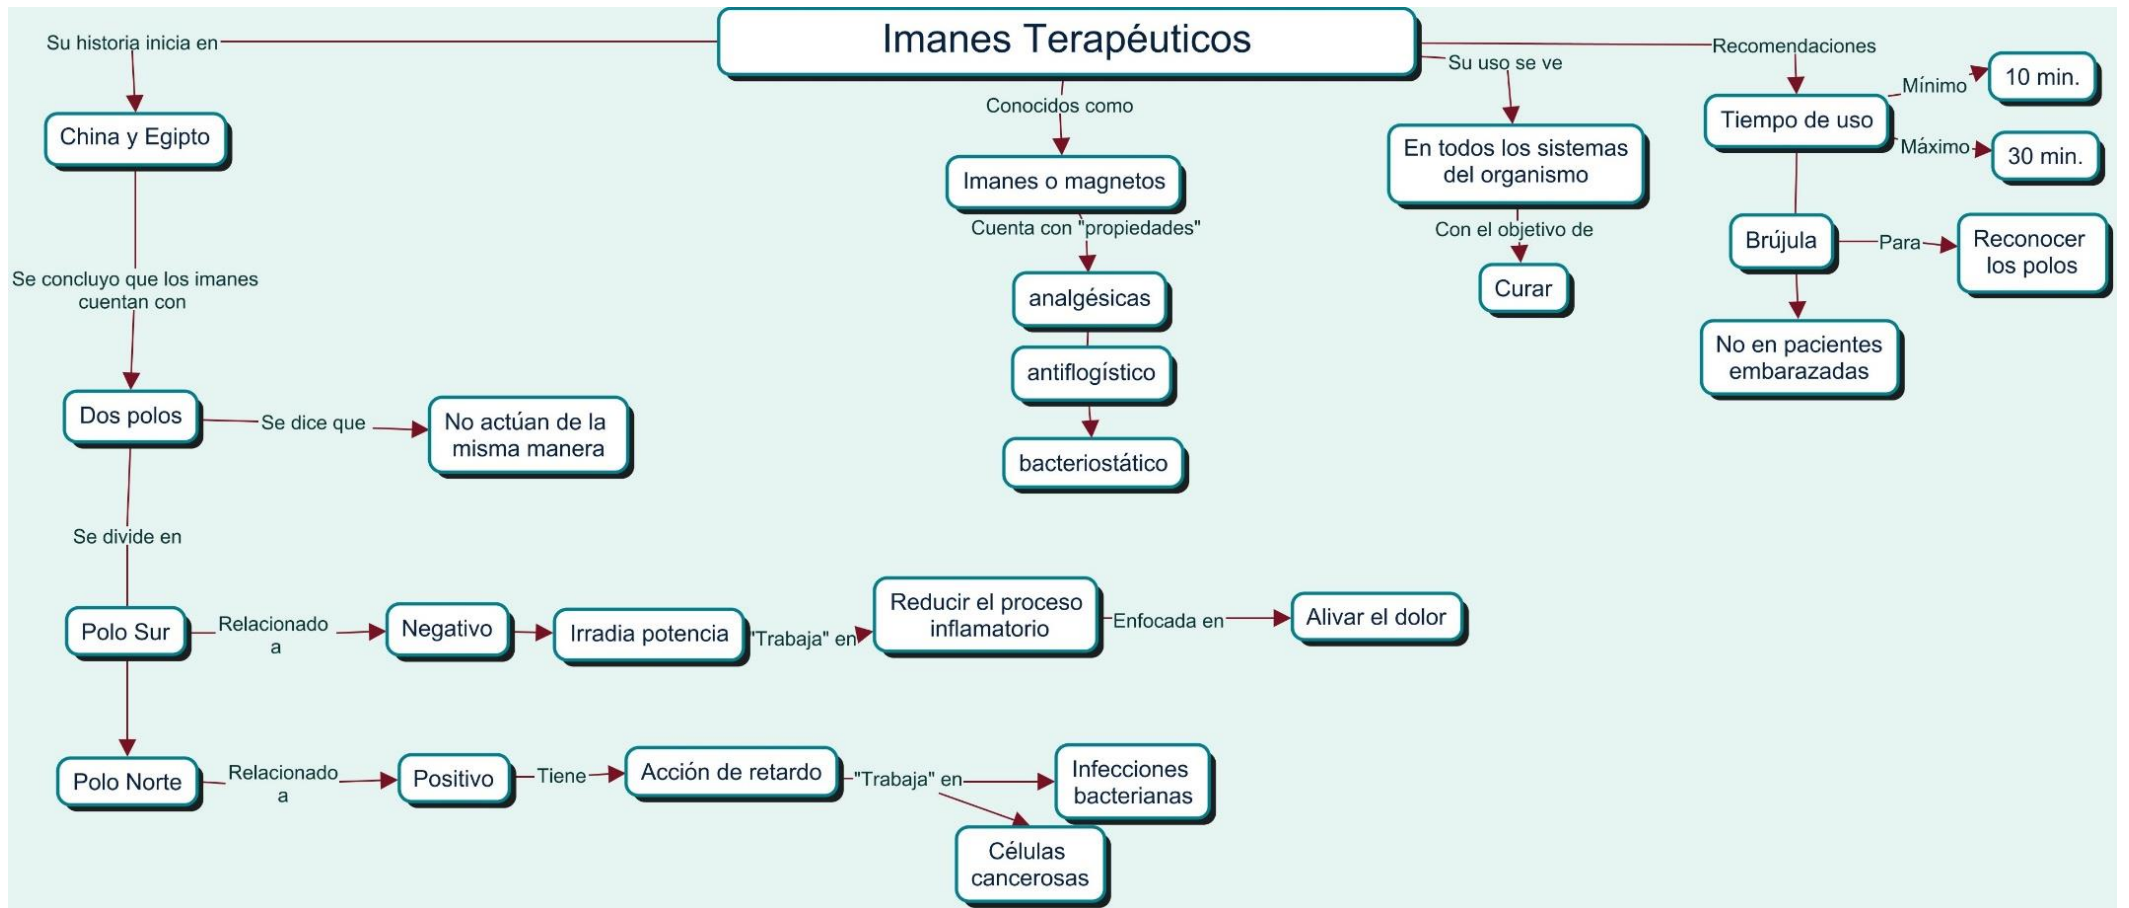 Imanes Terapéuticos
Su historia inicia en
China y Egipto
Se concluyo que los imanes
cuentan con
Dos polos
Se dice que
No actúan de la
misma manera
Se divide en
Polo Sur
Relacionado
a
Negativo
Irradia potencia
"Trabaja" en
Reducir el proceso
inflamatorio
Enfocada en
Alivar el dolor
Polo Norte
Relacionado
a
Positivo
Tiene
Acción de retardo
"Trabaja" en
Infecciones
bacterianas
Células
cancerosas
Conocidos como
Imanes o magnetos
Cuenta con "propiedades"
analgésicas
antiflogístico
bacteriostático
Su uso se ve
En todos los sistemas
del organismo
Con el objetivo de
Curar
Recomendaciones
Tiempo de uso
Mínimo
10 min.
Máximo
30 min.
Brújula
Para
Reconocer
los polos
No en pacientes
embarazadas